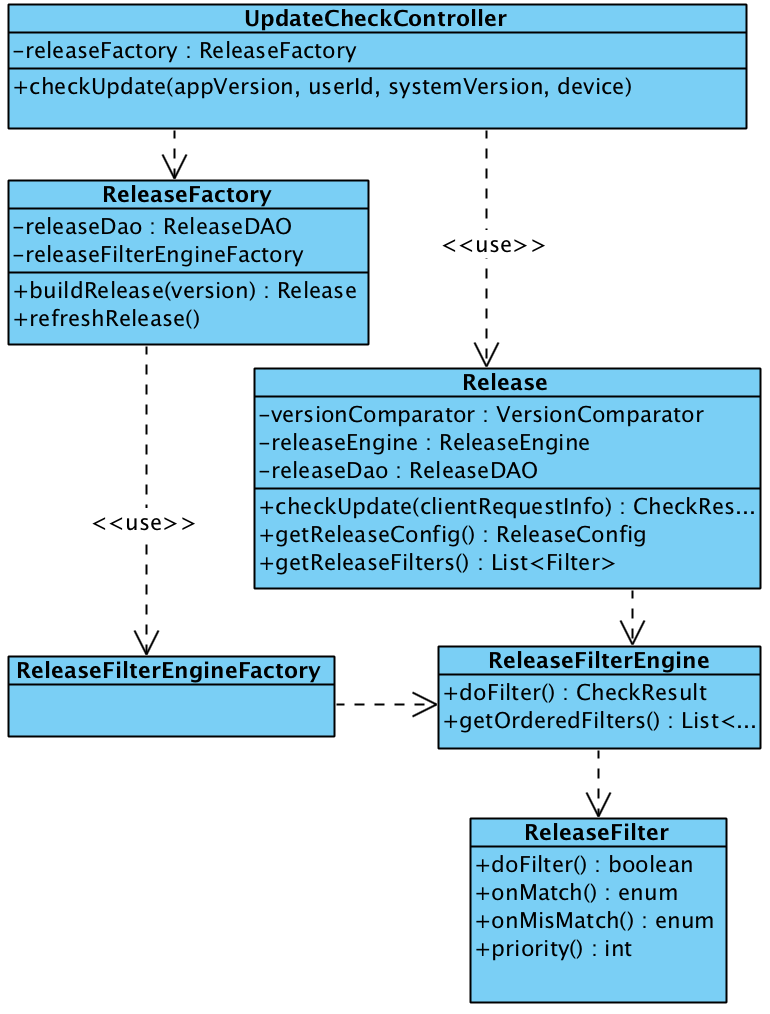 UpdateCheckController
-releaseFactory : ReleaseFactory
+checkUpdate(appVersion, userId, systemVersion, device)
ReleaseFactory
-releaseDao : ReleaseDAO
-releaseFilterEngineFactory
+buildRelease(version) : Release
+refreshRelease()
<<use>>
Release
-versionComparator : VersionComparator
-releaseEngine : ReleaseEngine
-releaseDao : ReleaseDAO
+checkUpdate(clientRequestInfo) : CheckRes...
+getReleaseConfig() : ReleaseConfig
+getReleaseFilters() : List<Filter>
<<use>>
ReleaseFilterEngineFactory
ReleaseFilterEngine
+doFilter() : CheckResult
+getOrderedFilters() : List<...
ReleaseFilter
+doFilter() : boolean
+onMatch() : enum
+onMisMatch() : enum
+priority() : int